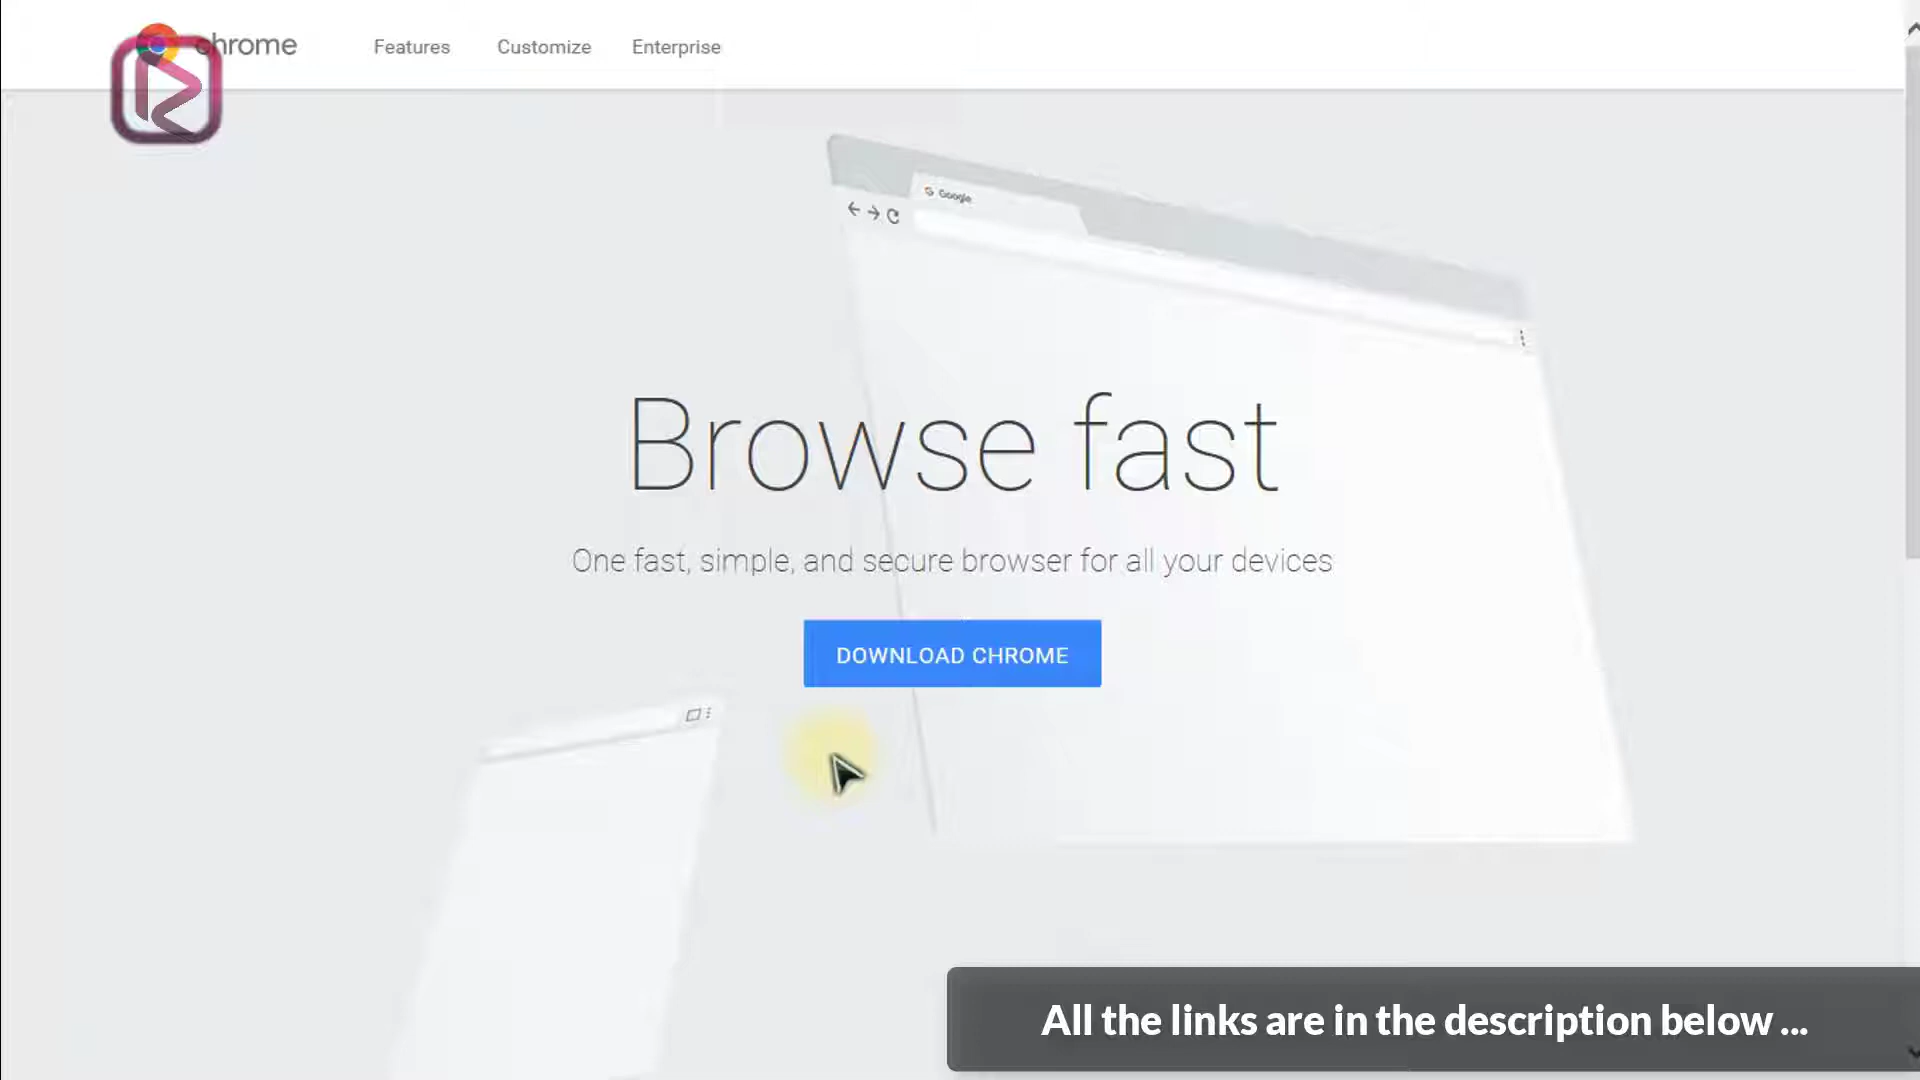 chrome
Features
Customize
Enterprise
Google
Browse fast
One fast, simple, and secure browser for all your devices
DOWNLOAD CHROME
All the links are in the description below ...